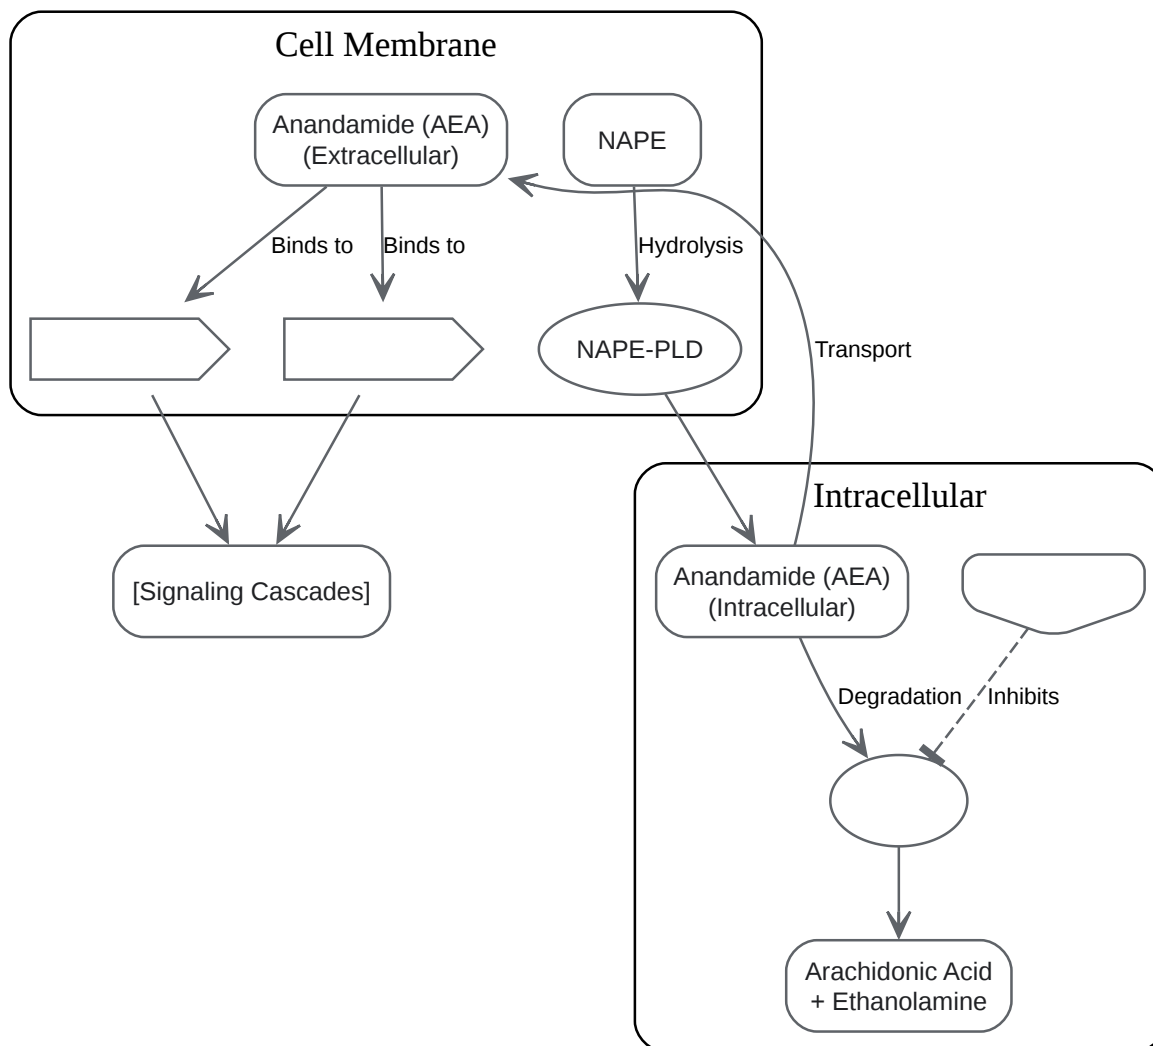 Cell Membrane
Anandamide (AEA)
(Extracellular)
NAPE
Binds to
Binds to
Hydrolysis
NAPE-PLD
Transport
Intracellular
[Signaling Cascades]
Anandamide (AEA)
(Intracellular)
Degradation
Inhibits
Arachidonic Acid
+ Ethanolamine